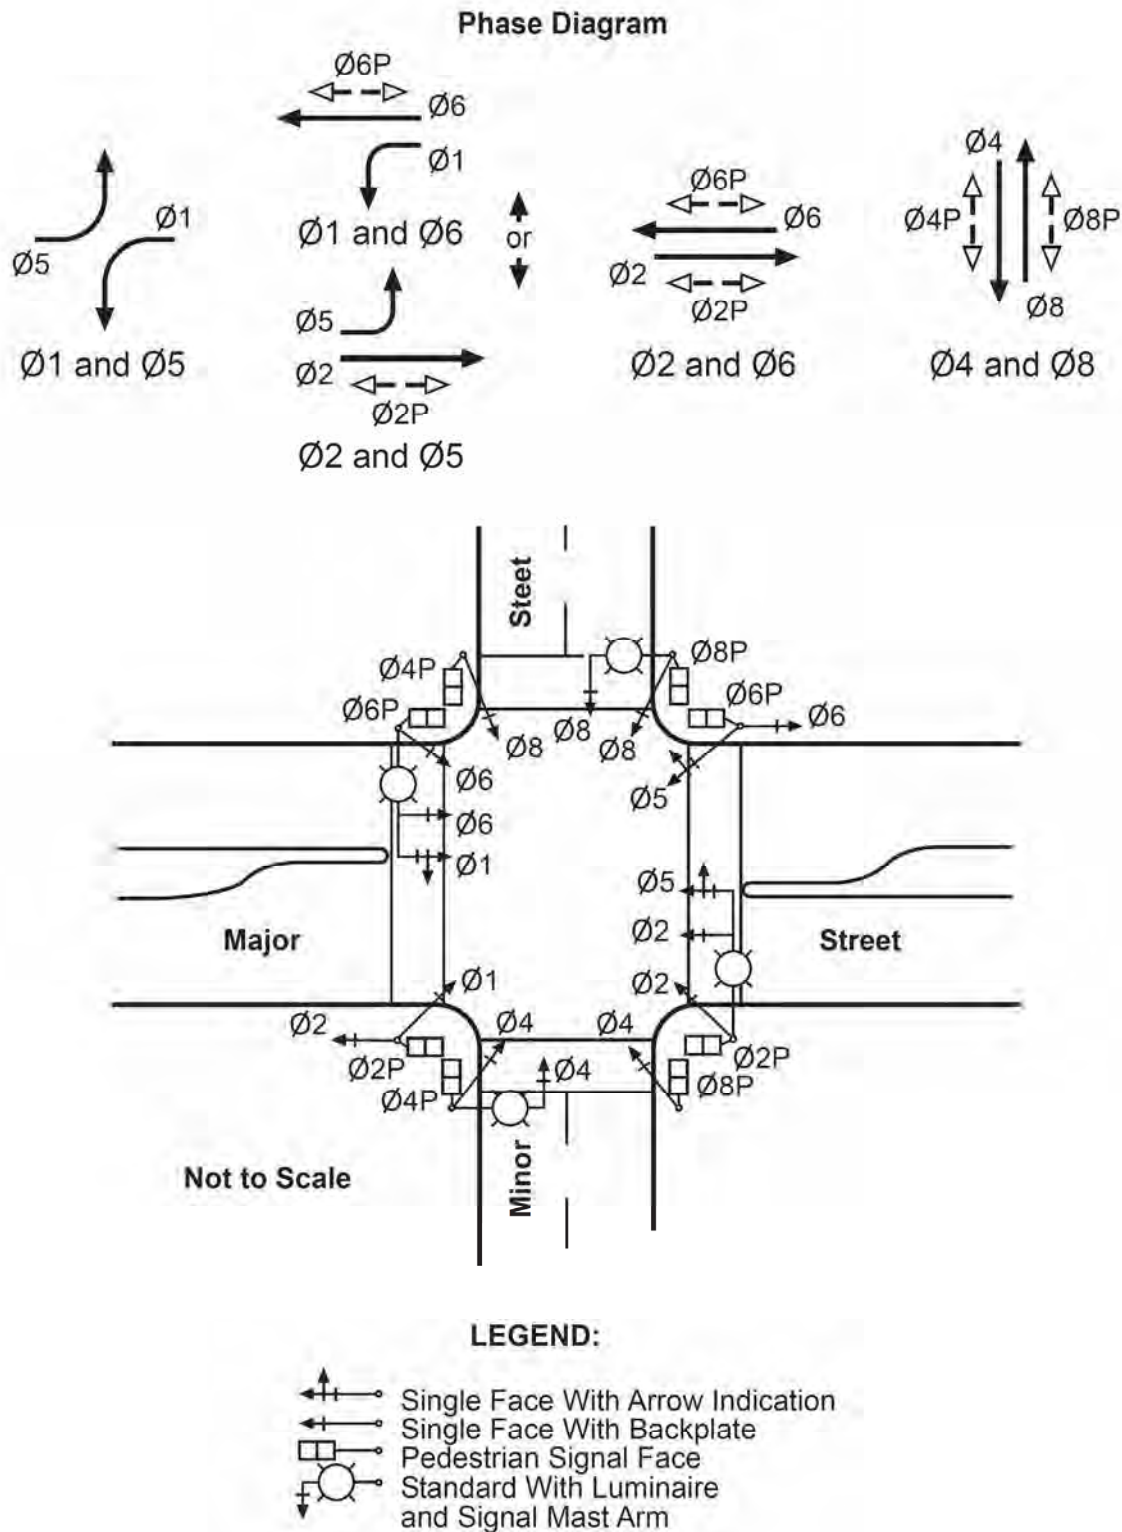 Phase Diagram
Ø6P
Ø6
Ø1
Ø1 and Ø6
Ø1
Ø5
Ø1 and Ø5
or
Ø5
Ø2
Ø2P
Ø2 and Ø5
Ø6P
Ø6
Ø2
Ø2P
Ø2 and Ø6
Ø4
Ø4P
Ø8P
Ø8
Ø4 and Ø8
Steet
Ø4P
Ø8P
Ø6P
Ø6P
Ø6
Ø8
Ø8
Ø8
Ø6
Ø5
Ø6
Ø1
Ø5
Major
Ø2
Street
Ø1
Ø2
Ø2
Ø4
Ø4
Ø2P
Ø4
Ø2P
Ø4P
Ø8P
Minor
Not to Scale
LEGEND:
Single Face With Arrow Indication
Single Face With Backplate
Pedestrian Signal Face
Standard With Luminaire
and Signal Mast Arm